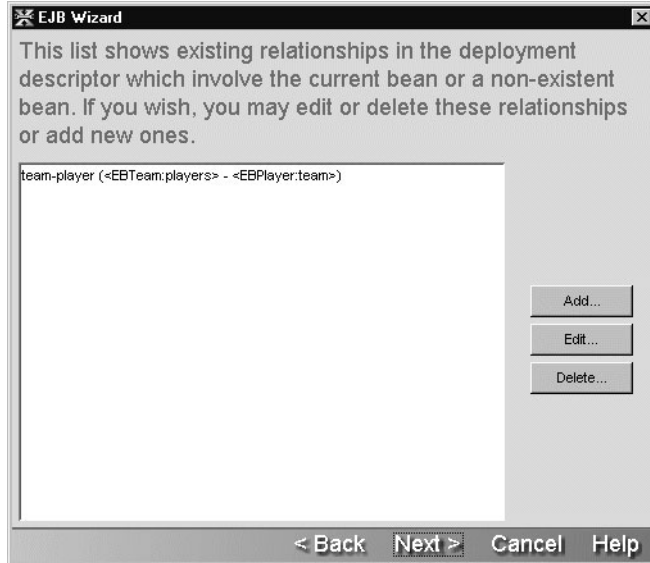 EJB Wizard
This list shows existing relationships in the deployment
descriptor which involve the current bean or a non-existent
bean. If you wish, you may edit or delete these relationships
or add new ones.
team-player (<EBTeam:players> - <EBPlayer:team>)
Add...
Edit...
Delete...
< Back Next > Cancel Help